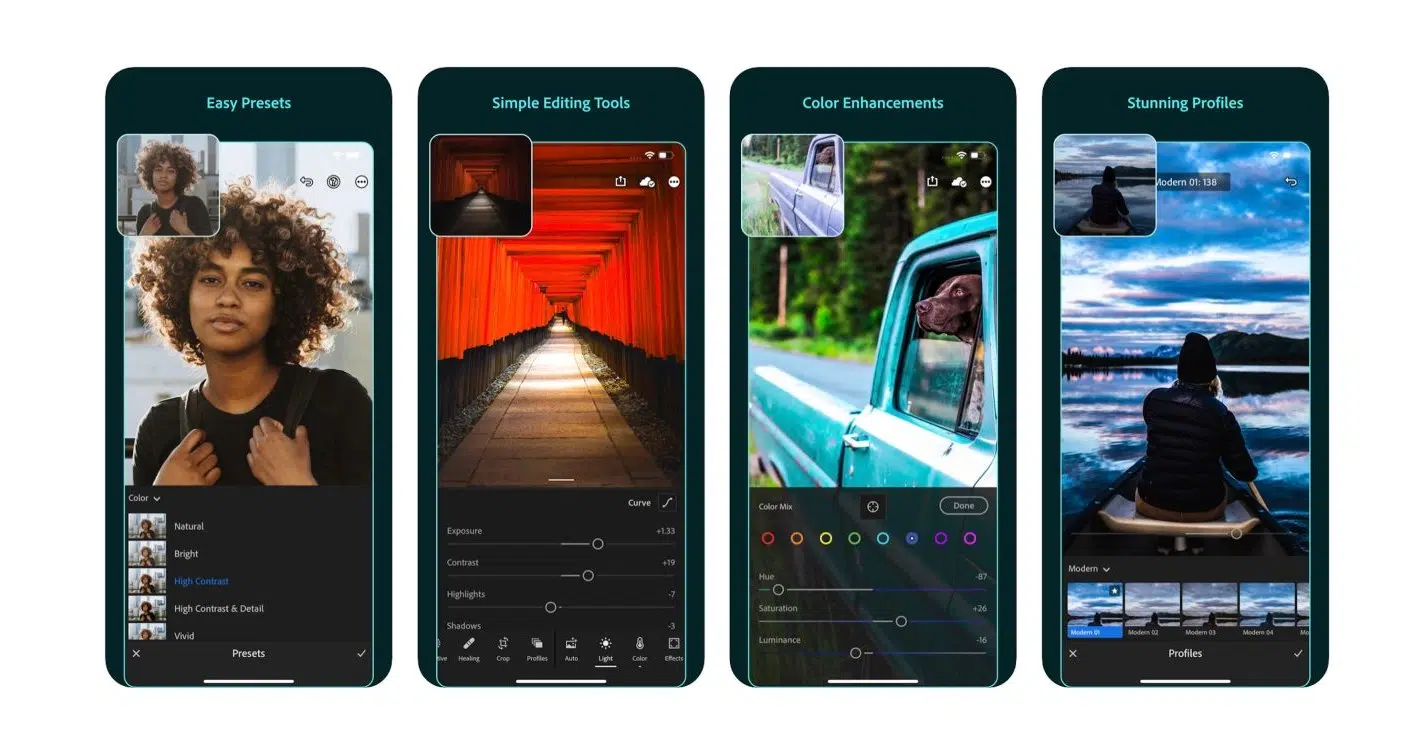 Easy Presets
Color
Natural
Bright
High Contrast
High Contrast & Detail
Vivid
Presets
Simple Editing Tools
Curve
Exposure +1.33
Contrast +19
Highlights -7
Shadows -3
tive Healing Crop Profiles Auto Light Color Effects
Color Enhancements
Color Mix Done
Hue -87
Saturation +26
Luminance -16
Stunning Profiles
Modern 01: 138
Modern
Modern 01 Modern 02 Modern 03 Modern 04 Mo
Profiles